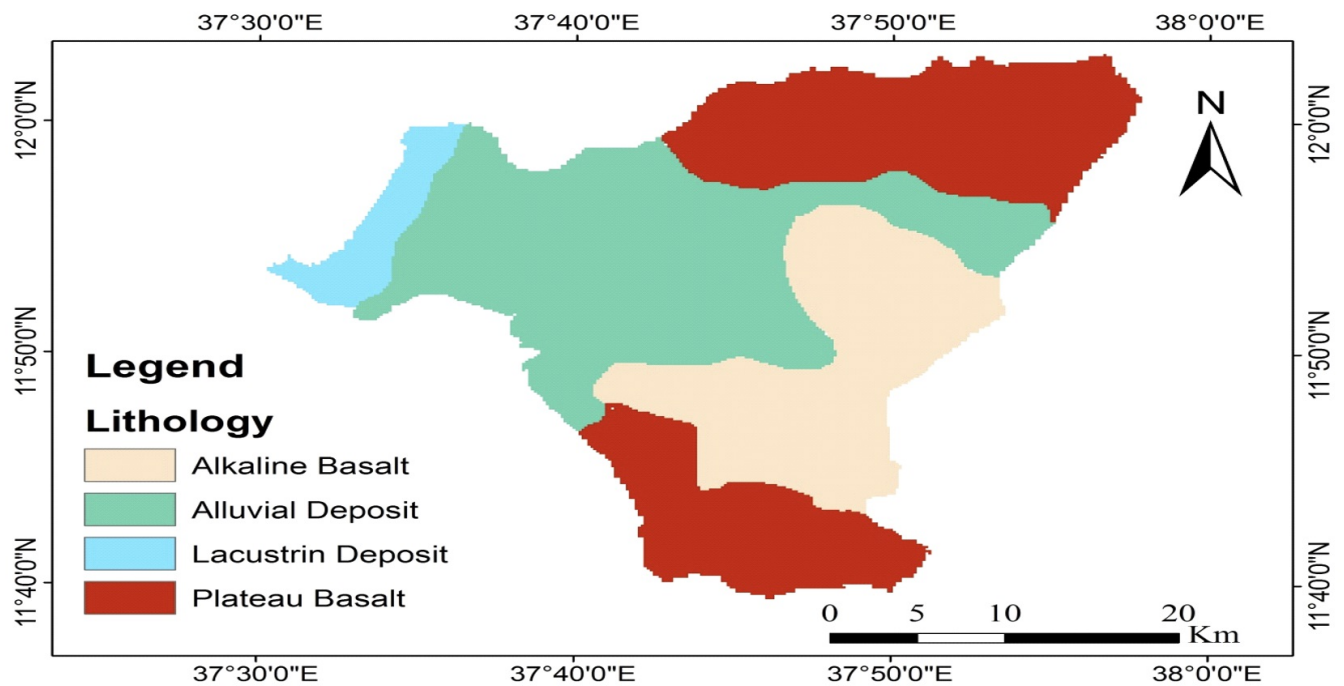 37°30'0"E 37°40'0"E 37°50'0"E 38°0'0"E
12°0'0"N
12°0'0"N
N
11°50'0"N
11°50'0"N
Legend
Lithology
Alkaline Basalt
Alluvial Deposit
Lacustrin Deposit
Plateau Basalt
11°40'0"N
11°40'0"N
0 5 10 20
Km
37°30'0"E 37°40'0"E 37°50'0"E 38°0'0"E